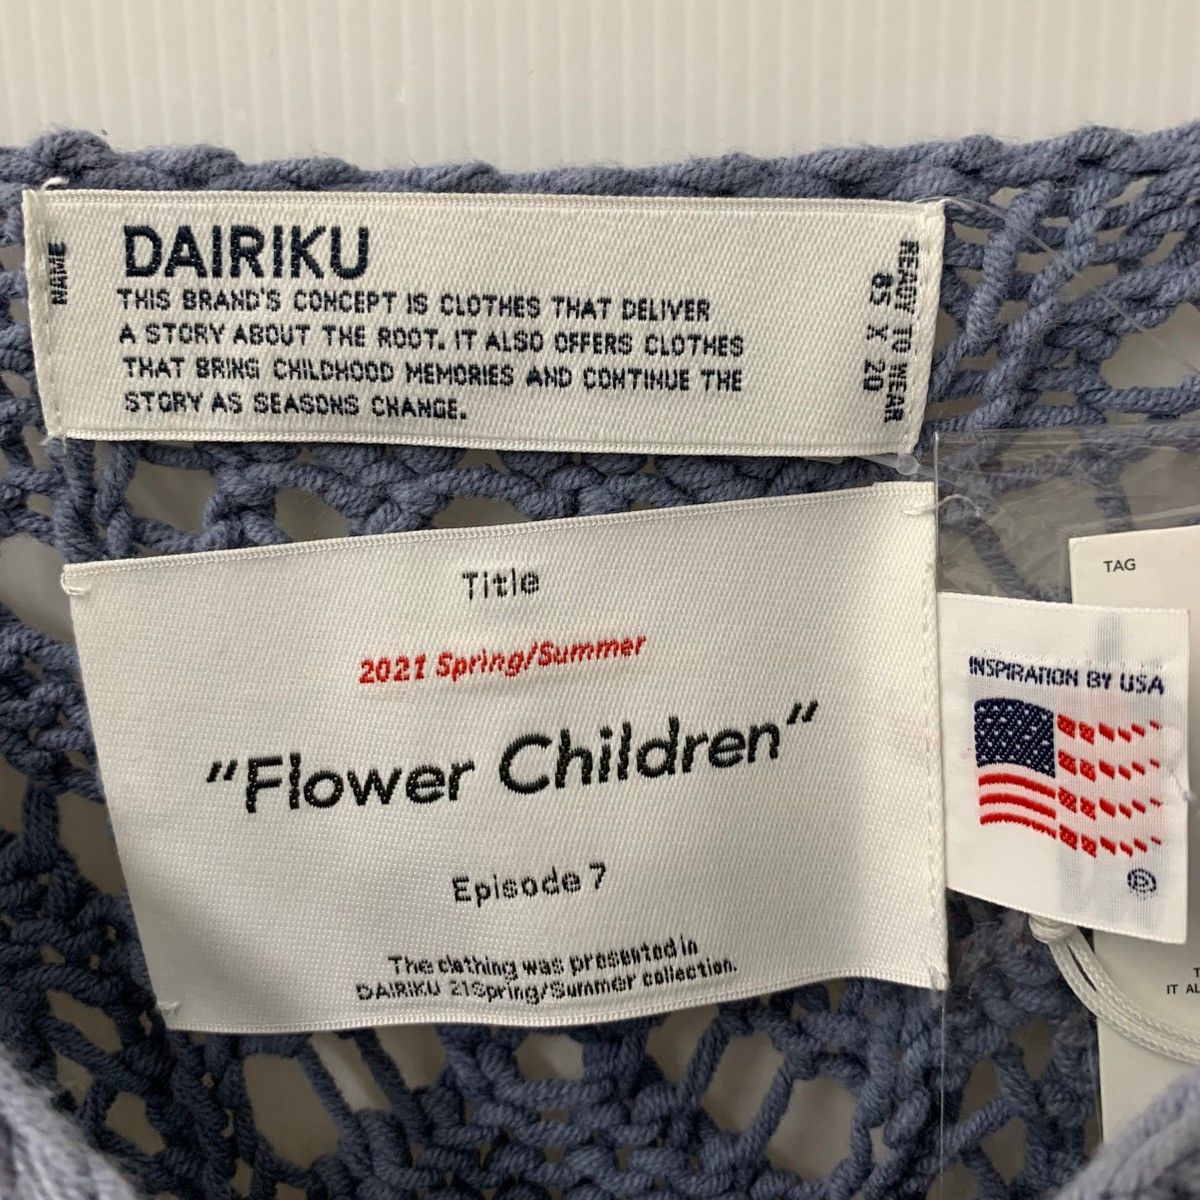 NAME
DAIRIKU
THIS BRAND'S CONCEPT IS CLOTHES THAT DELIVER
A STORY ABOUT THE ROOT. IT ALSO OFFERS CLOTHES
THAT BRING CHILDHOOD MEMORIES AND CONTINUE THE
STORY AS SEASONS CHANGE.
READY TO WEAR
85 X 20
Title
2021 Spring/Summer
"Flower Children"
Episode 7
The clothing was presented in
DAIRIKU 21Spring/Summer collection.
INSPIRATION BY USA
TAG
IT AL